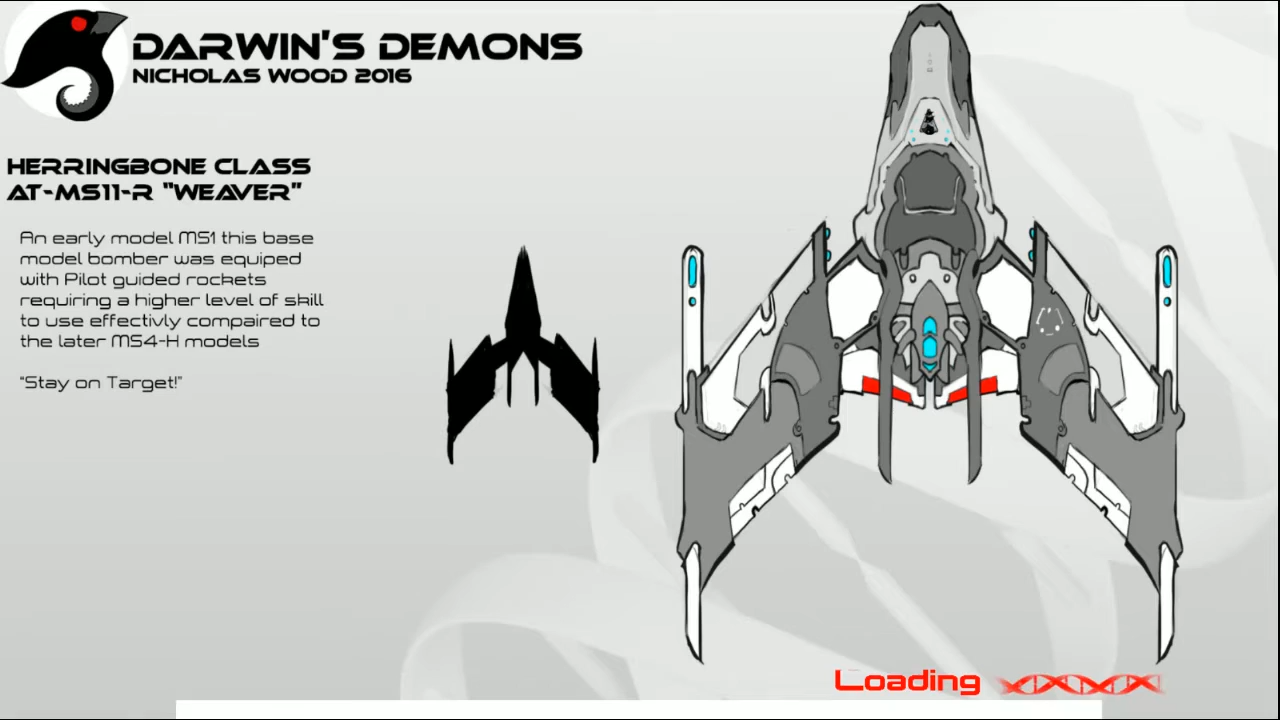 DARWIN'S DEMONS
NICHOLAS WOOD 2016
HERRINGBONE CLASS
AT-MS11-R "WEAVER"
An early model MS1 this base
model bomber was equiped
with Pilot guided rockets
requiring a higher level of skill
to use effectivly compaired to
the later MS4-H models
"Stay on Target!"
Loading